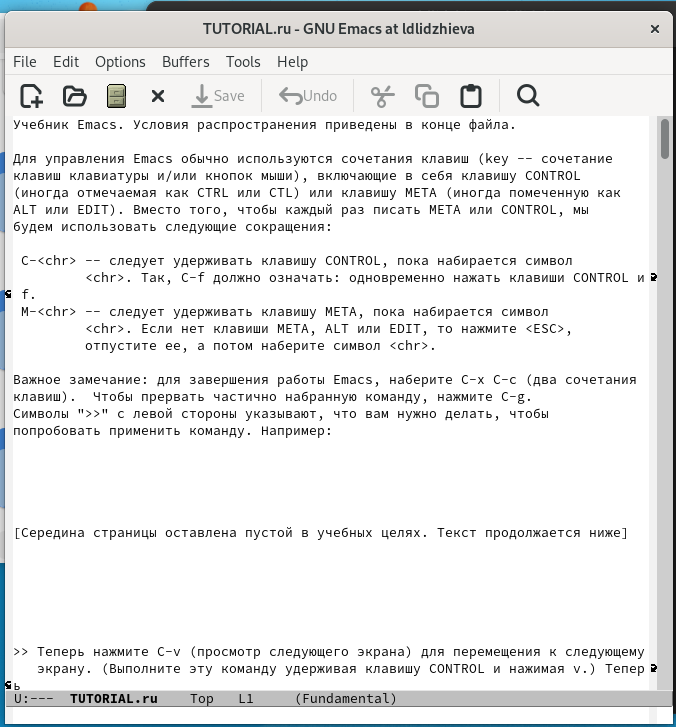 TUTORIAL.ru - GNU Emacs at ldlidzhieva
File Edit Options Buffers Tools Help
Save Undo
Учебник Emacs. Условия распространения приведены в конце файла.
Для управления Emacs обычно используются сочетания клавиш (key -- сочетание
клавиш клавиатуры и/или кнопок мыши), включающие в себя клавишу CONTROL
(иногда отмечаемая как CTRL или CTL) или клавишу META (иногда помеченную как
ALT или EDIT). Вместо того, чтобы каждый раз писать META или CONTROL, мы
будем использовать следующие сокращения:
C-<chr> -- следует удерживать клавишу CONTROL, пока набирается символ
<chr>. Так, C-f должно означать: одновременно нажать клавиши CONTROL и
f.
M-<chr> -- следует удерживать клавишу META, пока набирается символ
<chr>. Если нет клавиши META, ALT или EDIT, то нажмите <ESC>,
отпустите ее, а потом наберите символ <chr>.
Важное замечание: для завершения работы Emacs, наберите C-x C-c (два сочетания
клавиш).  Чтобы прервать частично набранную команду, нажмите C-g.
Символы ">>" с левой стороны указывают, что вам нужно делать, чтобы
попробовать применить команду. Например:
[Середина страницы оставлена пустой в учебных целях. Текст продолжается ниже]
>> Теперь нажмите C-v (просмотр следующего экрана) для перемещения к следующему
экрану. (Выполните эту команду удерживая клавишу CONTROL и нажимая v.) Тепер
ь
U:--- TUTORIAL.ru Top L1 (Fundamental)